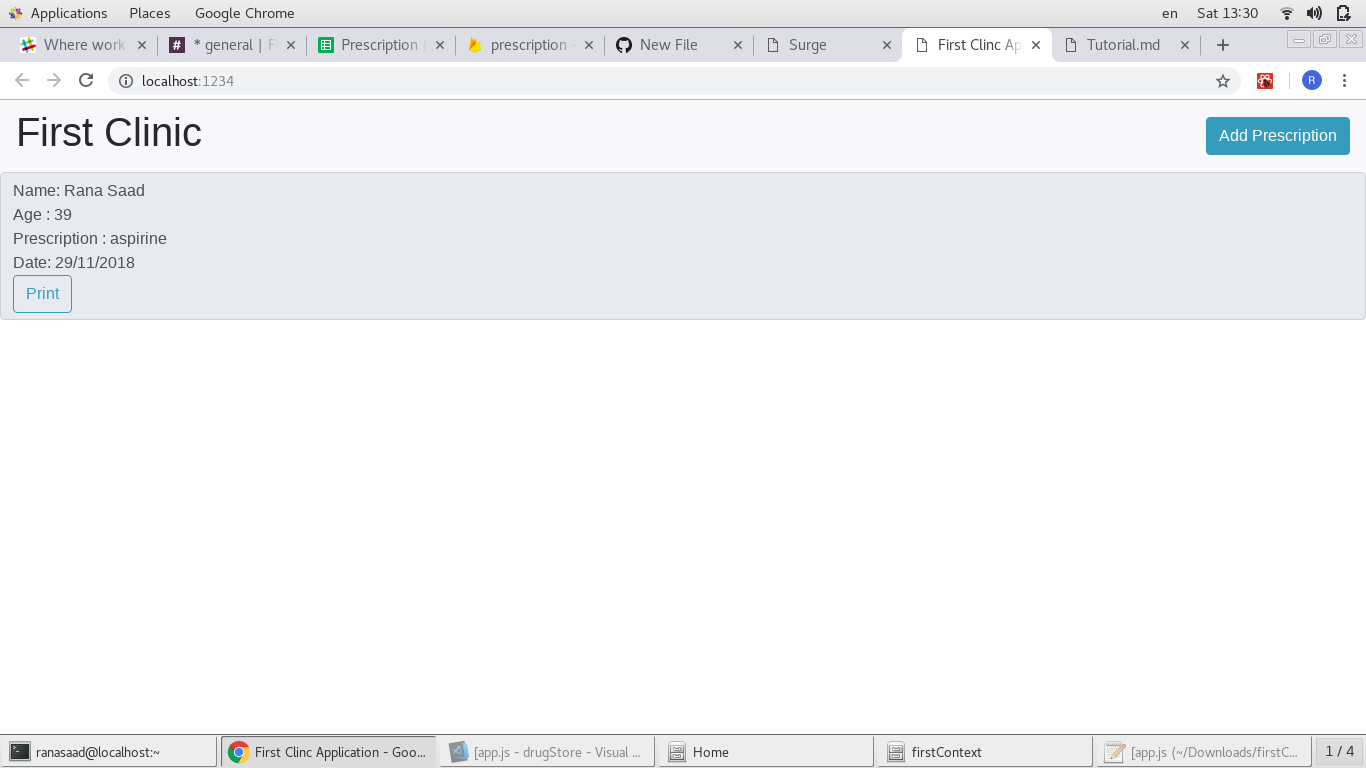 Applications Places Google Chrome en Sat 13:30
Where work * general | F Prescription ( prescription - New File Surge First Clinc Ap Tutorial.md
localhost:1234 R
First Clinic Add Prescription
Name: Rana Saad
Age : 39
Prescription : aspirine
Date: 29/11/2018
Print
ranasaad@localhost:~ First Clinc Application - Goo... [app.js - drugStore - Visual ... Home firstContext [app.js (~/Downloads/firstC... 1 / 4